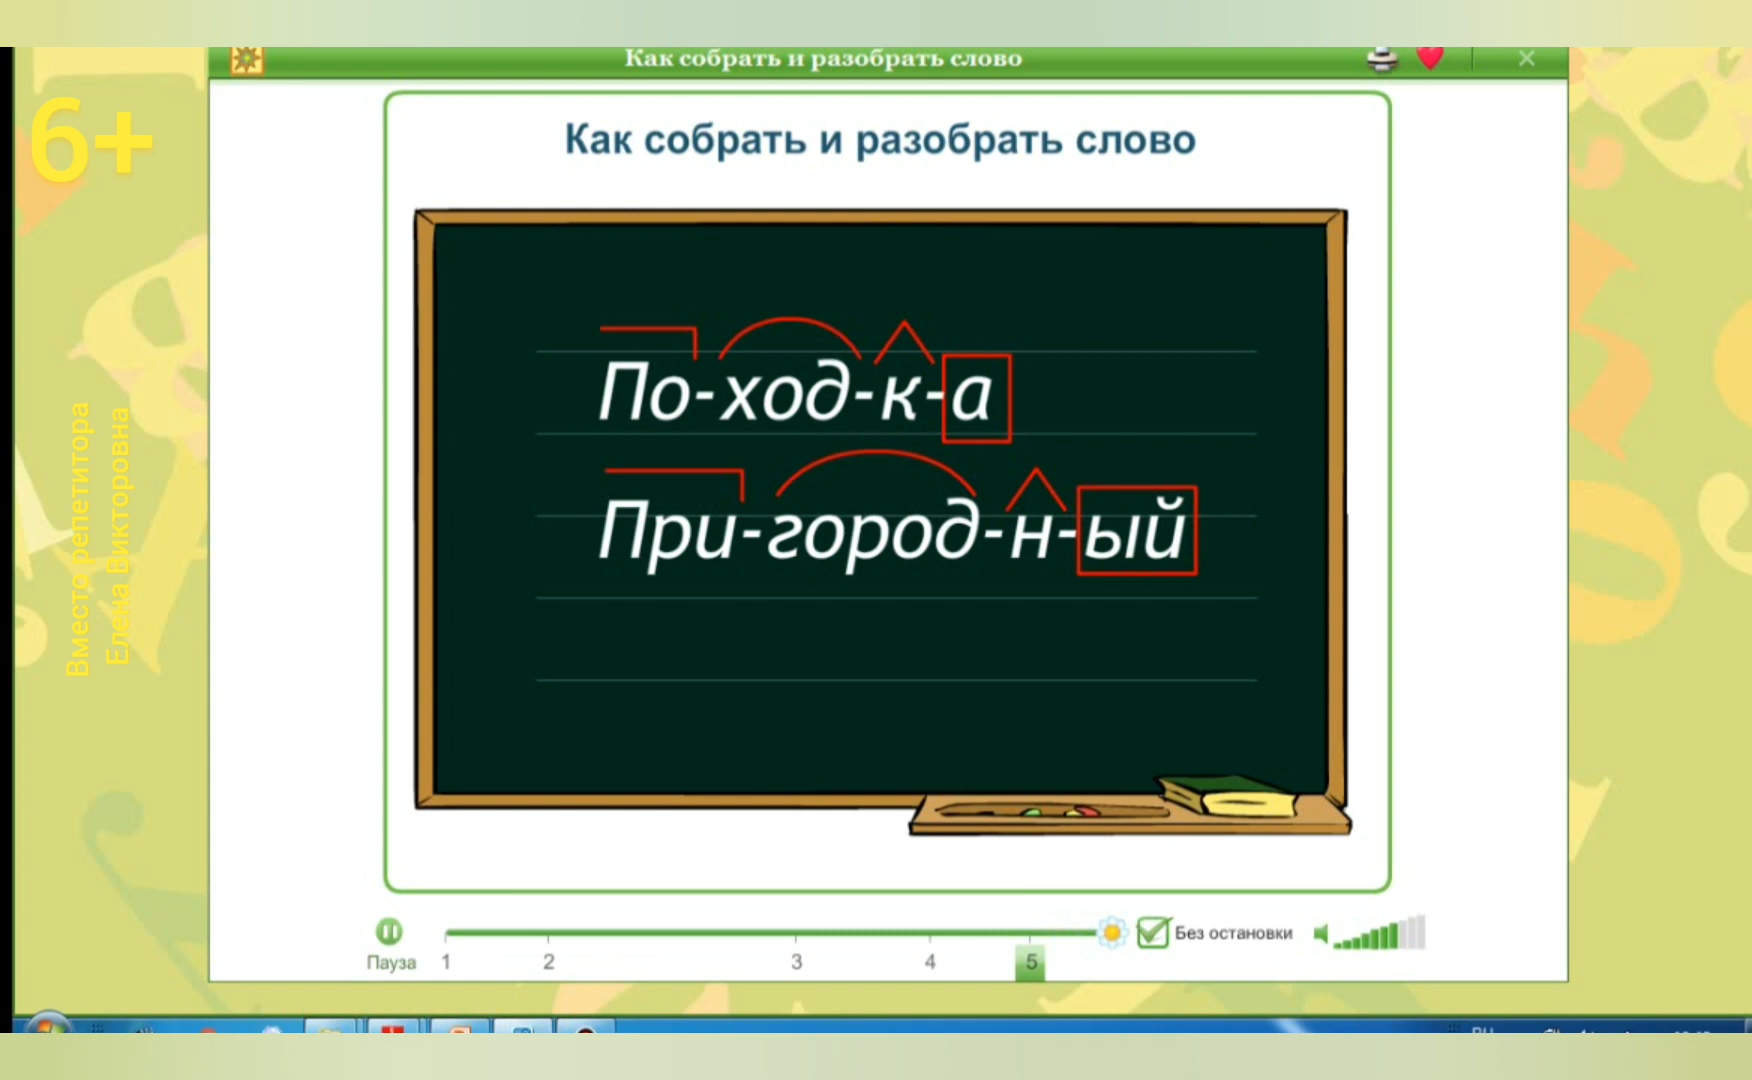 Как собрать и разобрать слово
6+
Как собрать и разобрать слово
По-ход-к-а
При-город-н-ый
Вместо репетитора
Елена Викторовна
Без остановки
Пауза 1 2 3 4 5